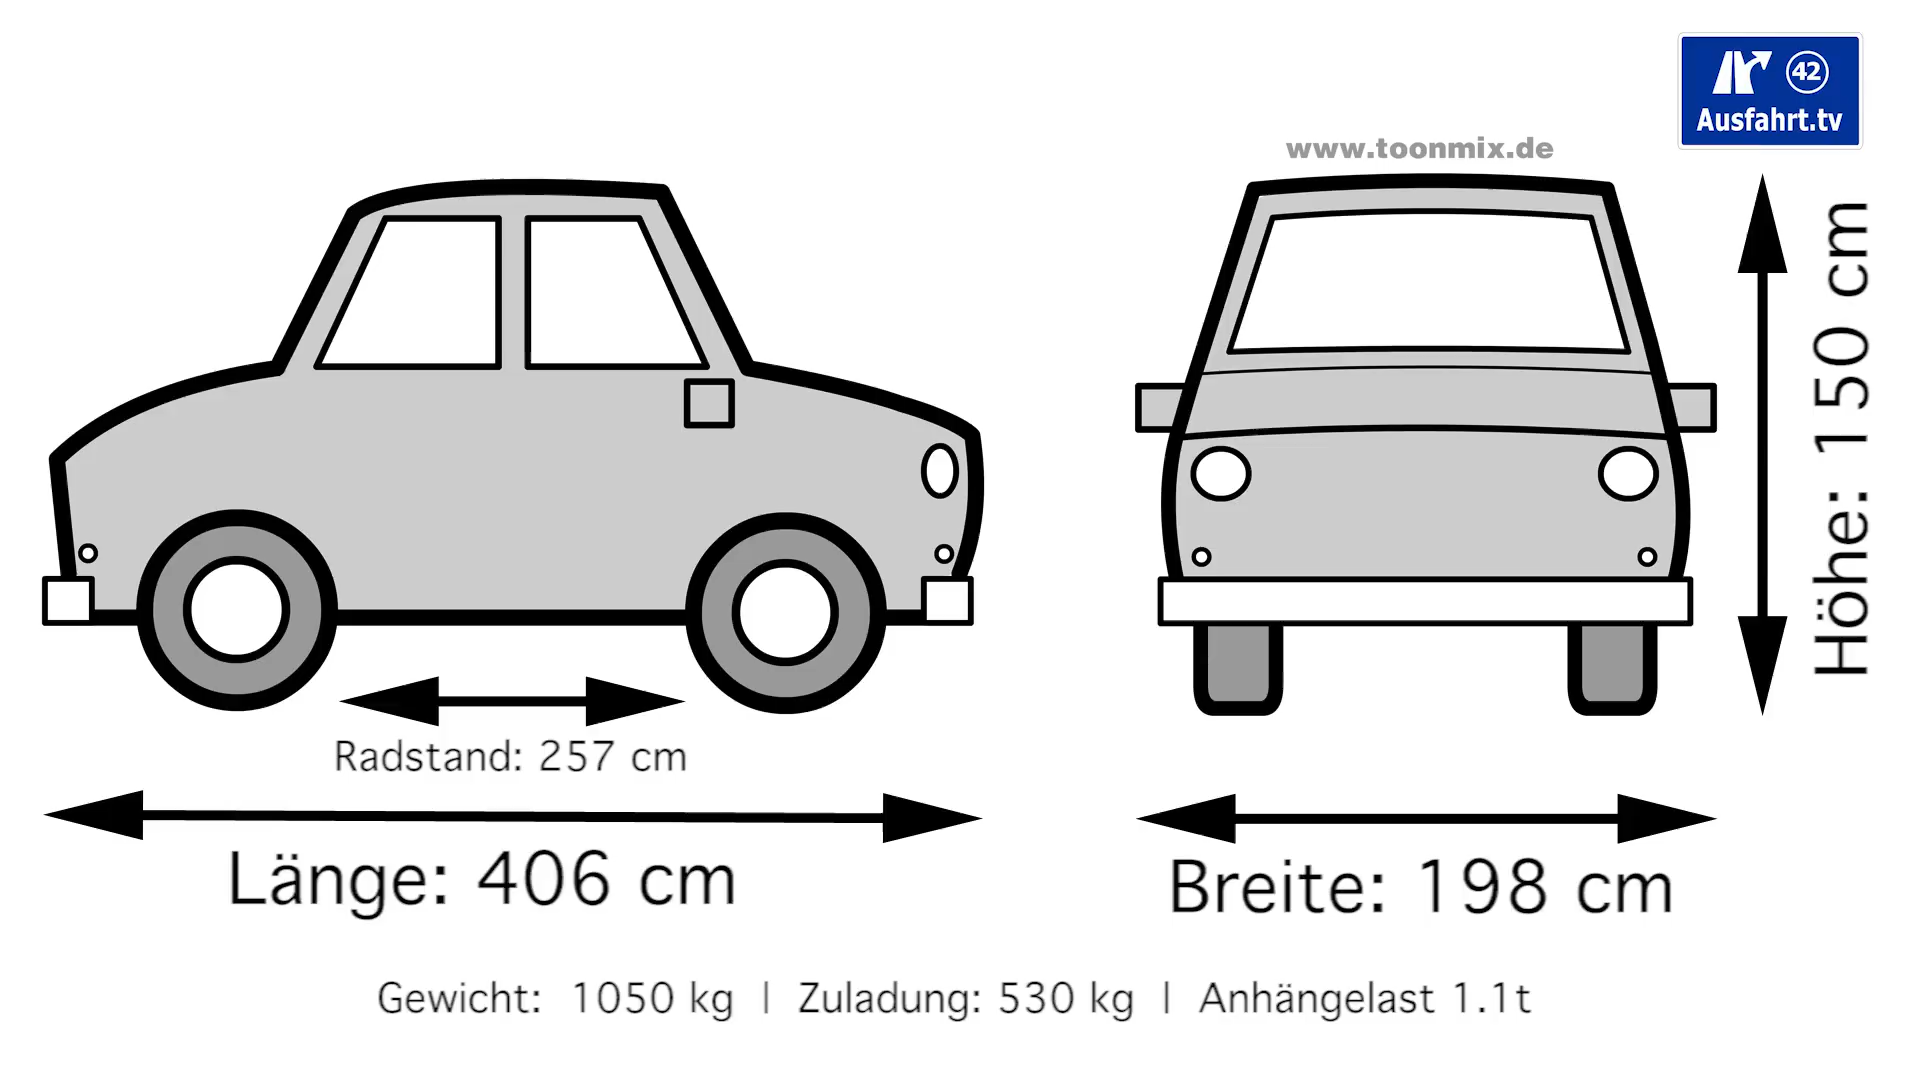 42
Ausfahrt.tv
www.toonmix.de
Höhe: 150 cm
Radstand: 257 cm
Länge: 406 cm
Breite: 198 cm
Gewicht: 1050 kg | Zuladung: 530 kg | Anhängelast 1.1t